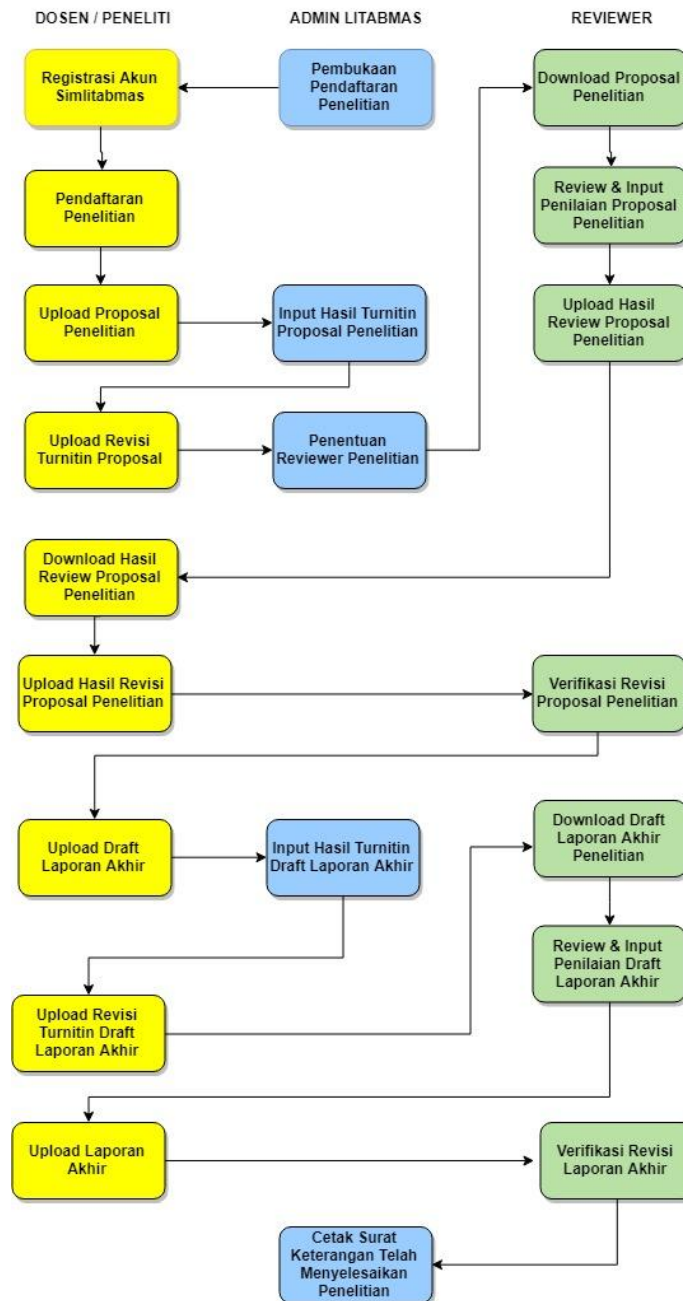 DOSEN / PENELITI
ADMIN LITABMAS
REVIEWER
Registrasi Akun
Simlitabmas
Pembukaan
Pendaftaran
Penelitian
Download Proposal
Penelitian
Pendaftaran
Penelitian
Review & Input
Penilaian Proposal
Penelitian
Upload Proposal
Penelitian
Input Hasil Turnitin
Proposal Penelitian
Upload Hasil
Review Proposal
Penelitian
Upload Revisi
Turnitin Proposal
Penentuan
Reviewer Penelitian
Download Hasil
Review Proposal
Penelitian
Upload Hasil Revisi
Proposal Penelitian
Verifikasi Revisi
Proposal Penelitian
Upload Draft
Laporan Akhir
Input Hasil Turnitin
Draft Laporan Akhir
Download Draft
Laporan Akhir
Penelitian
Review & Input
Penilaian Draft
Laporan Akhir
Upload Revisi
Turnitin Draft
Laporan Akhir
Upload Laporan
Akhir
Verifikasi Revisi
Laporan Akhir
Cetak Surat
Keterangan Telah
Menyelesaikan
Penelitian